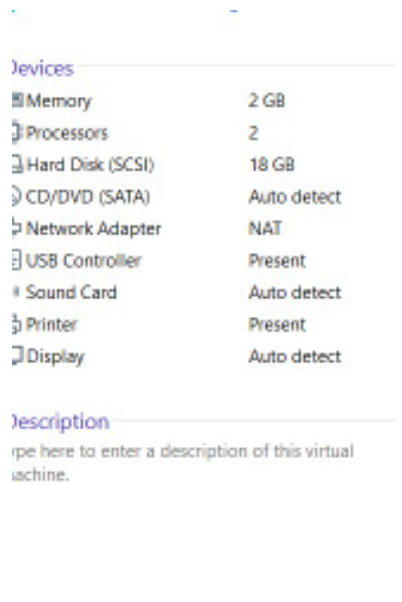 Devices
Memory 2 GB
Processors 2
Hard Disk (SCSI) 18 GB
CD/DVD (SATA) Auto detect
Network Adapter NAT
USB Controller Present
Sound Card Auto detect
Printer Present
Display Auto detect
Description
ype here to enter a description of this virtual
achine.